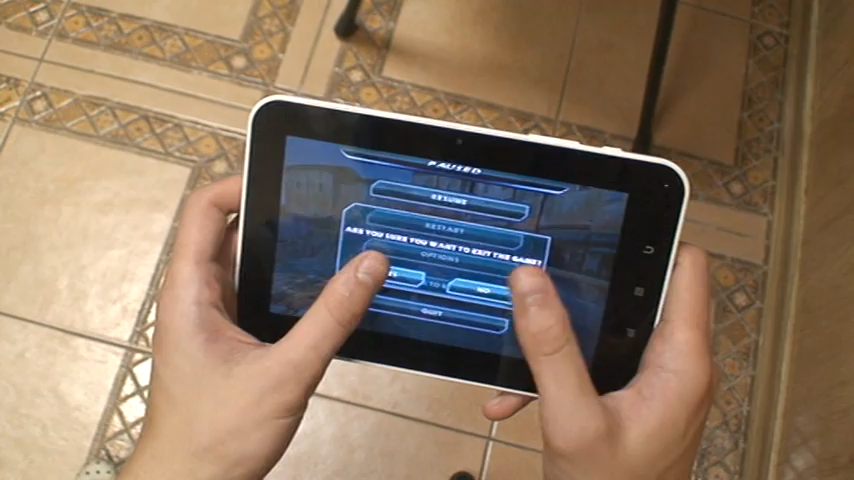 PAUSED
RESUME
RESTART
ARE YOU SURE YOU WANT TO EXIT THE GAME?
OPTIONS
NO
QUIT